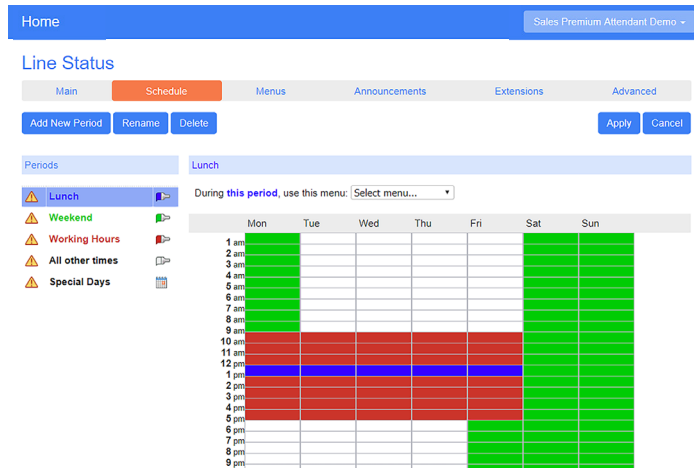 Home
Sales Premium Attendant Demo
Line Status
Main Schedule Menus Announcements Extensions Advanced
Add New Period Rename Delete Apply Cancel
Periods
Lunch
Weekend
Working Hours
All other times
Special Days
Lunch
During this period, use this menu: Select menu...
Mon Tue Wed Thu Fri Sat Sun
1 am
2 am
3 am
4 am
5 am
6 am
7 am
8 am
9 am
10 am
11 am
12 pm
1 pm
2 pm
3 pm
4 pm
5 pm
6 pm
7 pm
8 pm
9 pm